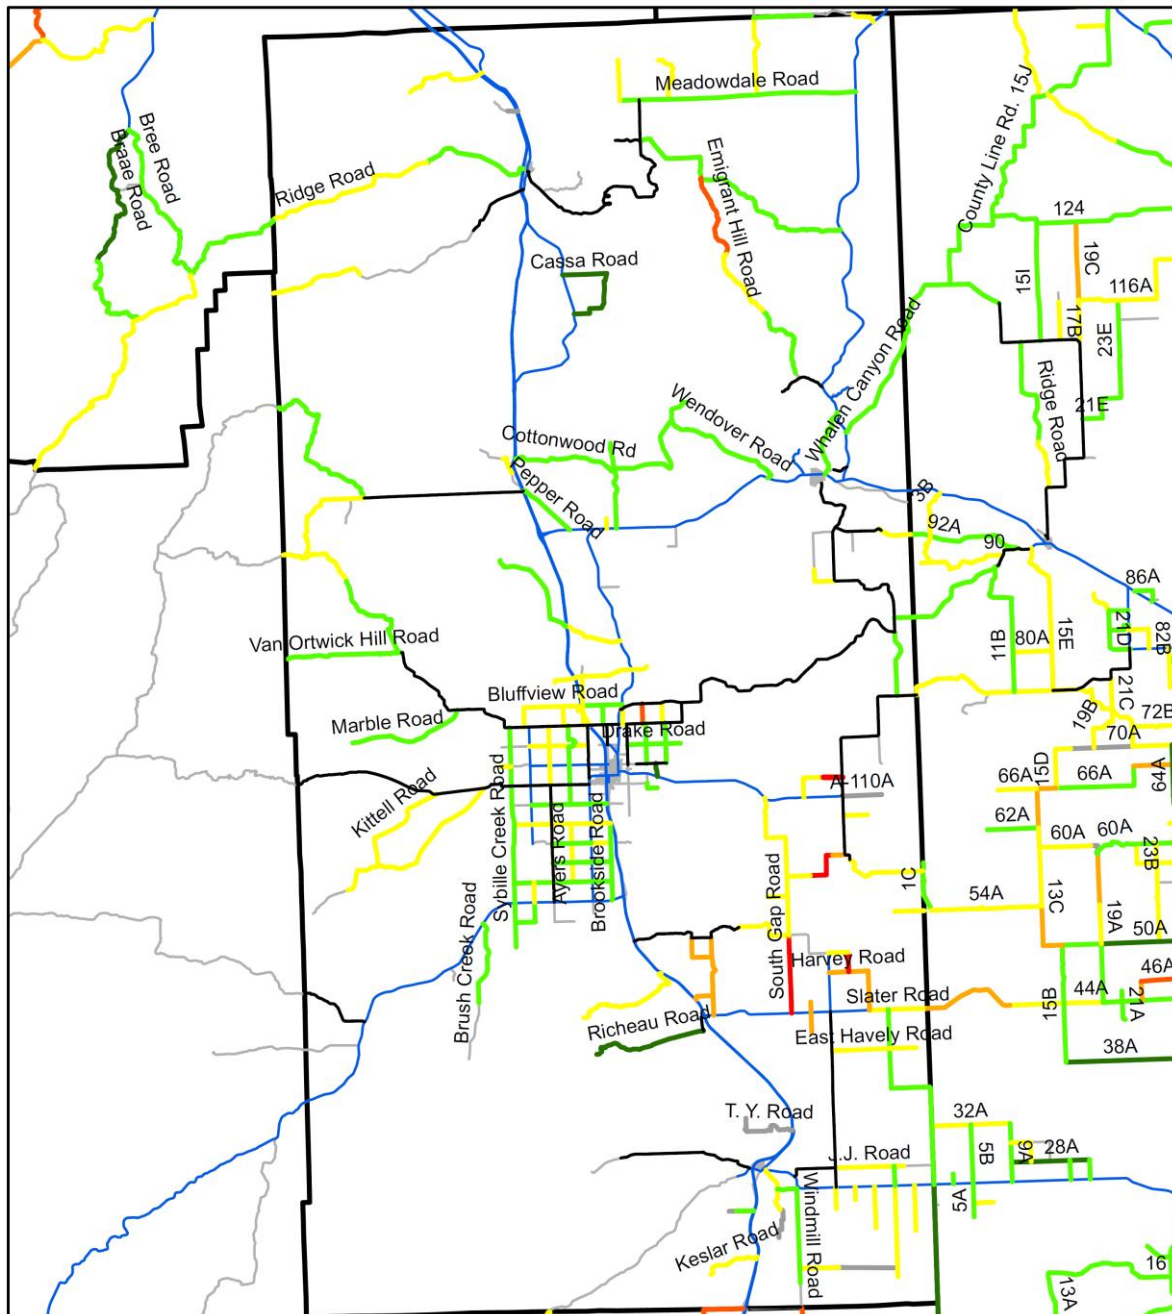 Meadowdale Road
County Line Rd. 15J
Bree Road
Braae Road
Ridge Road
Emigrant Hill Road
124
19C
15I
116A
Cassa Road
17B
23E
Whalen Canyon Road
Ridge Road
21E
Wendover Road
Cottonwood Rd
Pepper Road
3B
92A
90
86A
21D
82B
Van Ortwick Hill Road
11B
80A
15E
Bluffview Road
21C
19B
72B
Marble Road
Drake Road
70A
15D
66A
66A
64A
A-110A
Kittell Road
62A
60A
60A
23B
Sybille Creek Road
Ayers Road
Brookside Road
1C
54A
13C
19A
50A
South Gap Road
Brush Creek Road
Harvey Road
46A
Slater Road
15B
44A
21A
Richeau Road
East Havely Road
38A
T. Y. Road
32A
5B
9A
28A
J.J. Road
5A
Windmill Road
Keslar Road
13A
16